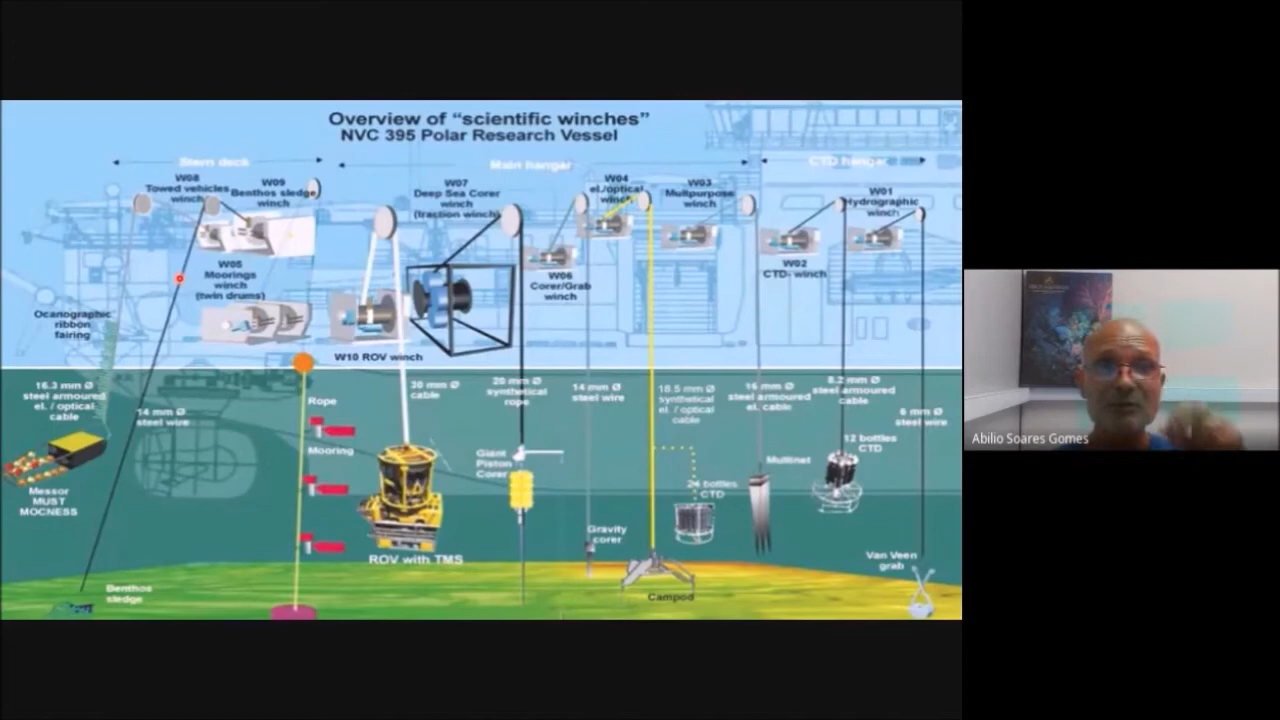 Overview of “scientific winches”
NVC 395 Polar Research Vessel
Stern deck
Main hangar
CTD hangar
W08
Towed vehicles
winch
W09
Benthos sledge
winch
W07
Deep Sea Corer
winch
(traction winch)
W04
el./optical
winch
W03
Multpurpose
winch
W01
Hydrographic
winch
W05
Moorings
winch
(twin drums)
W06
Corer/Grab
winch
W02
CTD- winch
Ocanographic
ribbon
fairing
W10 ROV winch
16.3 mm Ø
steel armoured
el. / optical
cable
14 mm Ø
steel wire
Rope
30 mm Ø
cable
20 mm Ø
synthetical
rope
14 mm Ø
steel wire
18.5 mm Ø
synthetical
el. / optical
cable
16 mm Ø
steel armoured
el. cable
8.2 mm Ø
steel armoured
cable
6 mm Ø
steel wire
Mooring
Giant
Piston
Corer
Multinet
12 bottles
CTD
24 bottles
CTD
Messor
MUST
MOCNESS
Gravity
corer
ROV with TMS
Van Veen
grab
Benthos
sledge
Campod
Abilio Soares Gomes